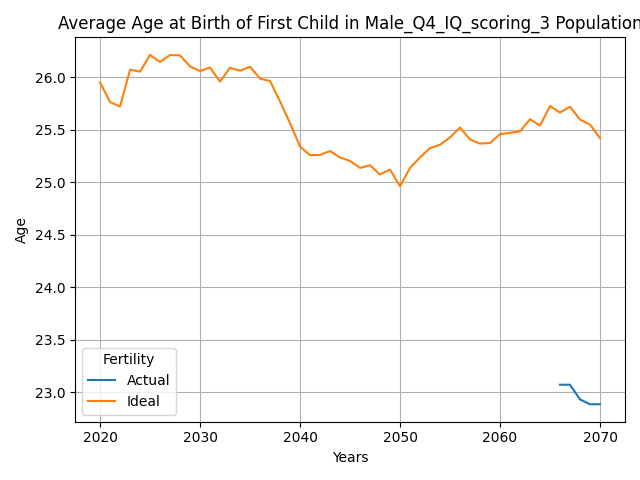 Average Age at Birth of First Child in Male_Q4_IQ_scoring_3 Population
Age
26.0
25.5
25.0
24.5
24.0
23.5
23.0
Fertility
Actual
Ideal
2020 2030 2040 2050 2060 2070
Years